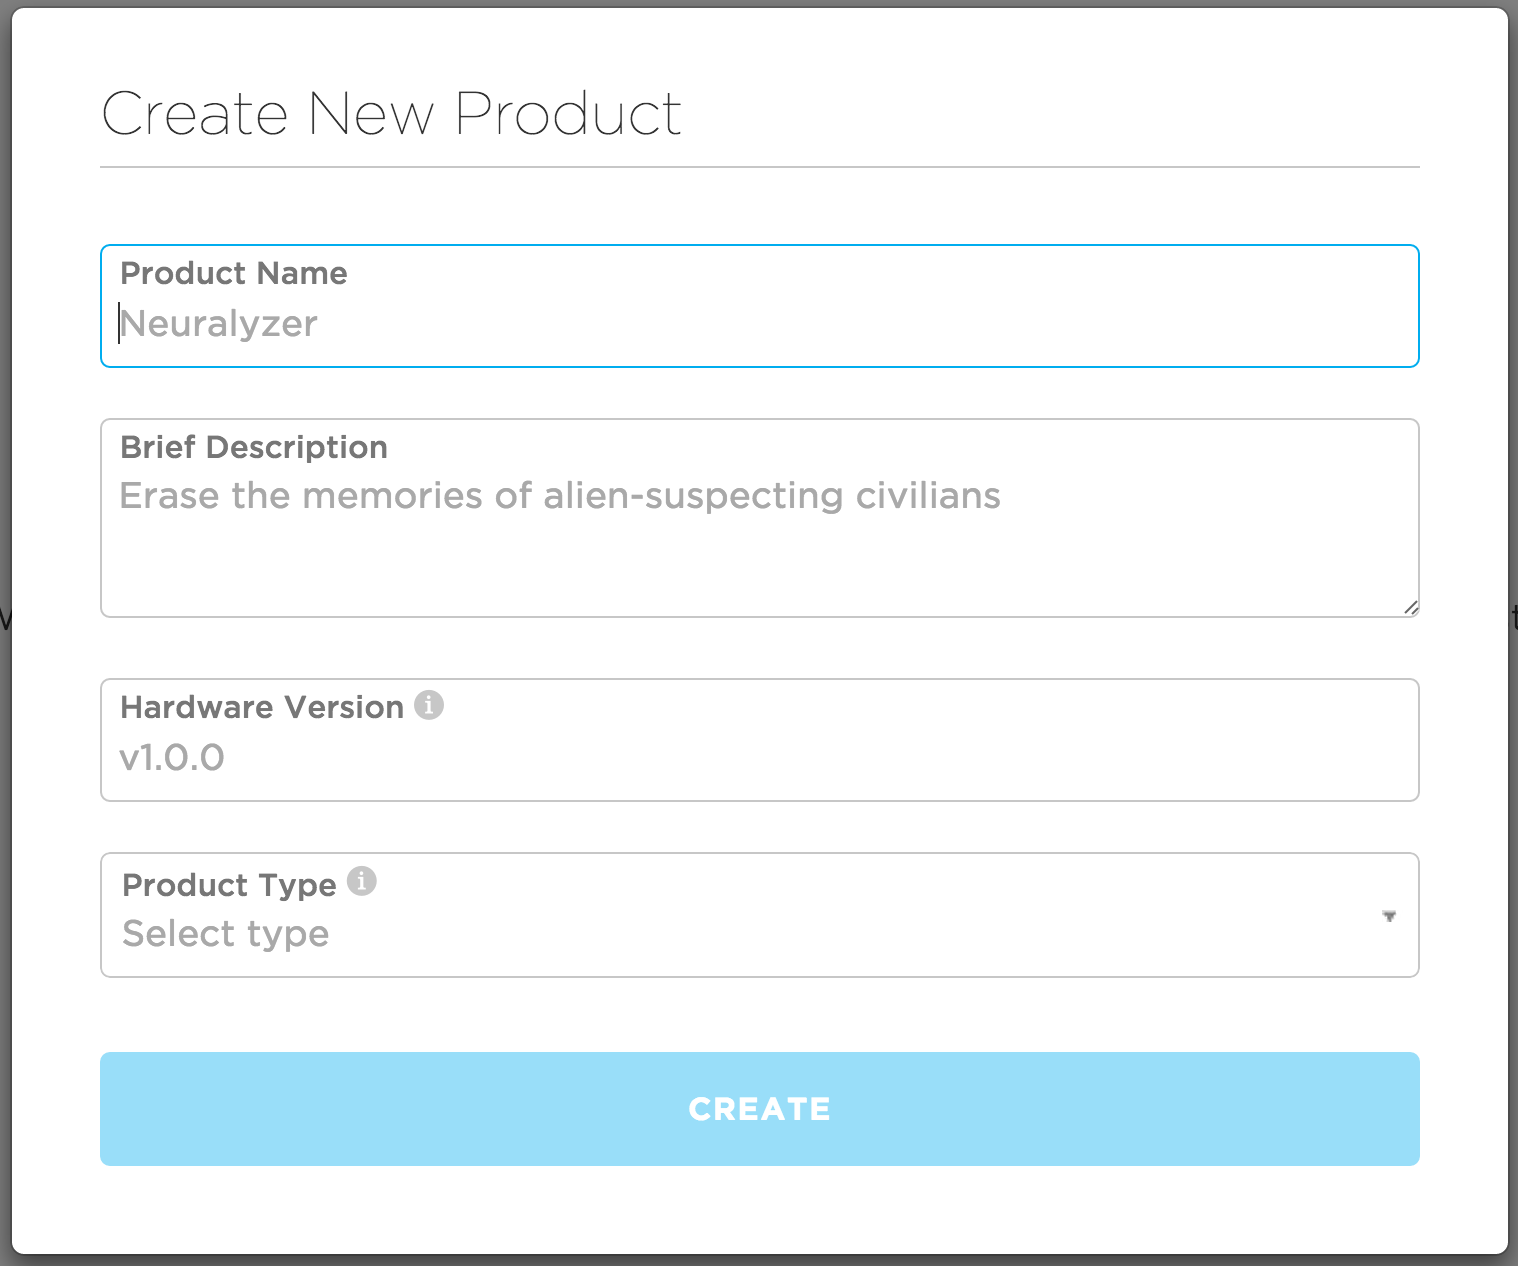 Create New Product
Product Name
Neuralyzer
Brief Description
Erase the memories of alien-suspecting civilians
Hardware Version
v1.0.0
Product Type
Select type
CREATE